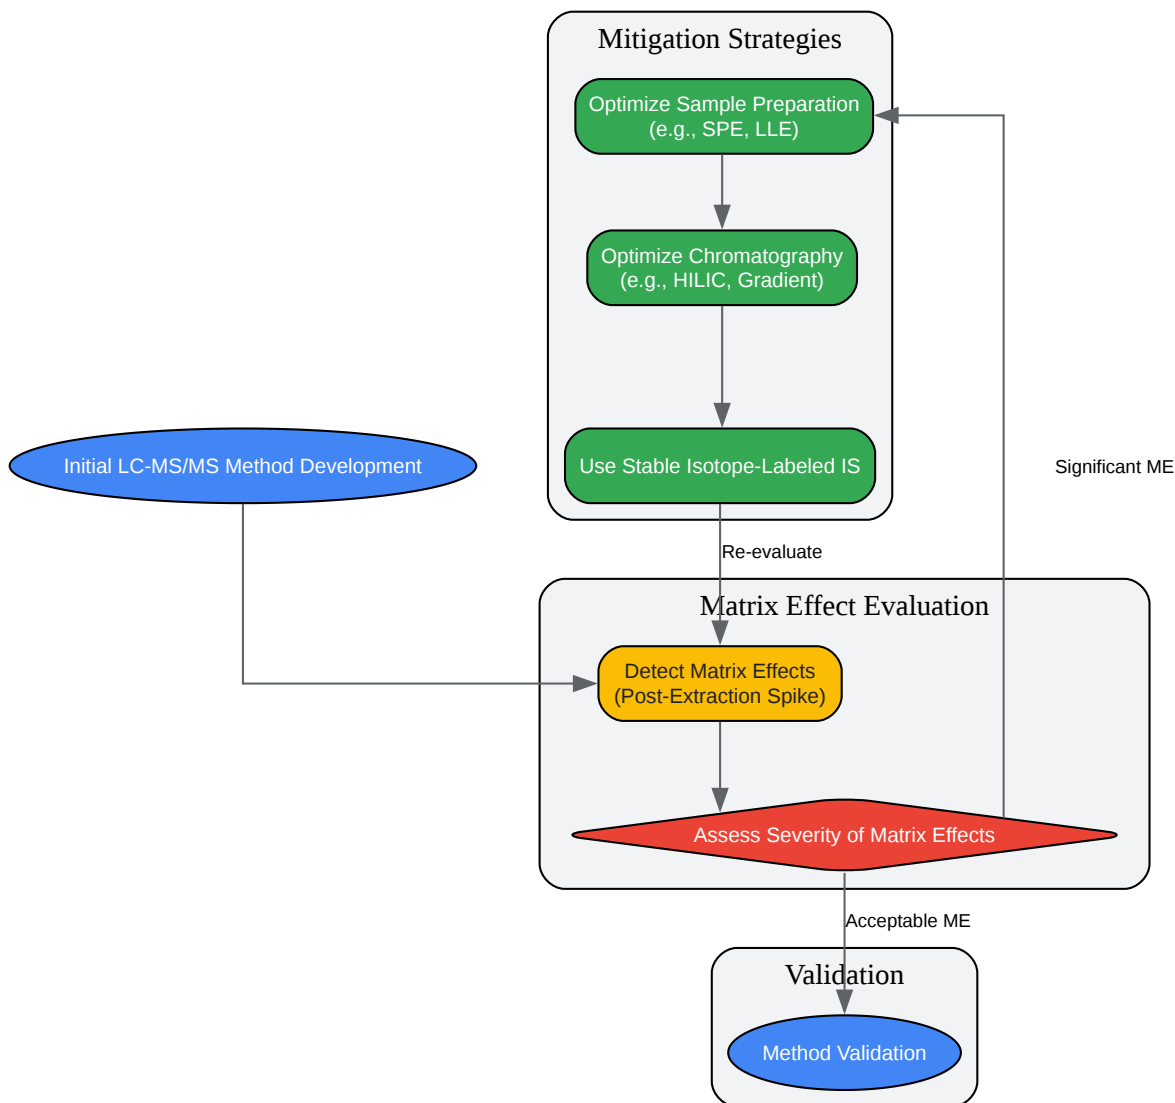 Mitigation Strategies
Optimize Sample Preparation
(e.g., SPE, LLE)
Optimize Chromatography
(e.g., HILIC, Gradient)
Initial LC-MS/MS Method Development
Use Stable Isotope-Labeled IS
Significant ME
Re-evaluate
Matrix Effect Evaluation
Detect Matrix Effects
(Post-Extraction Spike)
Assess Severity of Matrix Effects
Acceptable ME
Validation
Method Validation